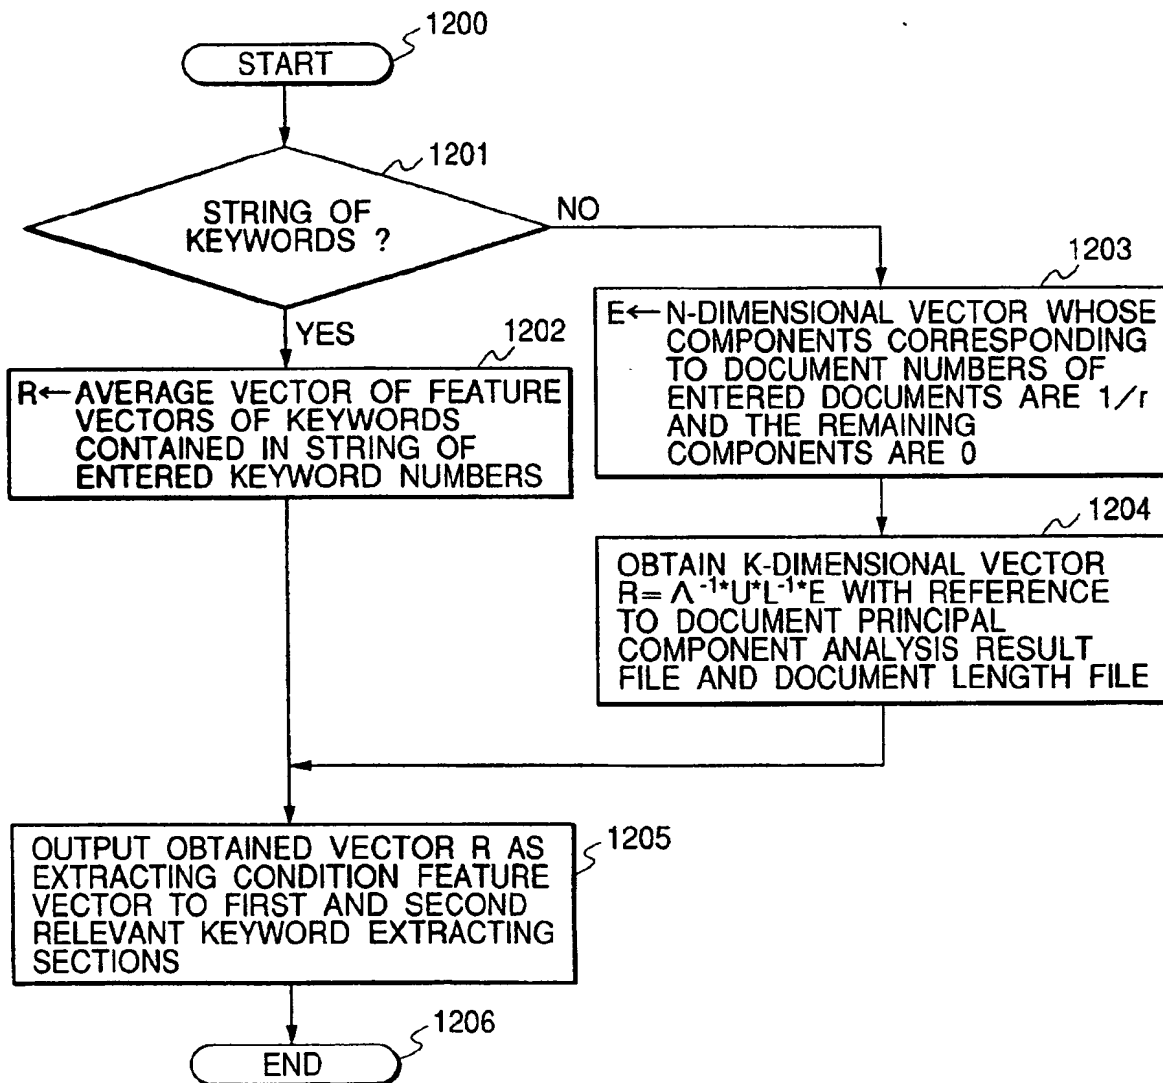 1200
START
1201
STRING OF
KEYWORDS ?
NO
YES
1202
R←AVERAGE VECTOR OF FEATURE
VECTORS OF KEYWORDS
CONTAINED IN STRING OF
ENTERED KEYWORD NUMBERS
1203
E←N-DIMENSIONAL VECTOR WHOSE
COMPONENTS CORRESPONDING
TO DOCUMENT NUMBERS OF
ENTERED DOCUMENTS ARE 1/r
AND THE REMAINING
COMPONENTS ARE 0
1204
OBTAIN K-DIMENSIONAL VECTOR
R=Λ⁻¹*U*L⁻¹*E WITH REFERENCE
TO DOCUMENT PRINCIPAL
COMPONENT ANALYSIS RESULT
FILE AND DOCUMENT LENGTH FILE
1205
OUTPUT OBTAINED VECTOR R AS
EXTRACTING CONDITION FEATURE
VECTOR TO FIRST AND SECOND
RELEVANT KEYWORD EXTRACTING
SECTIONS
1206
END